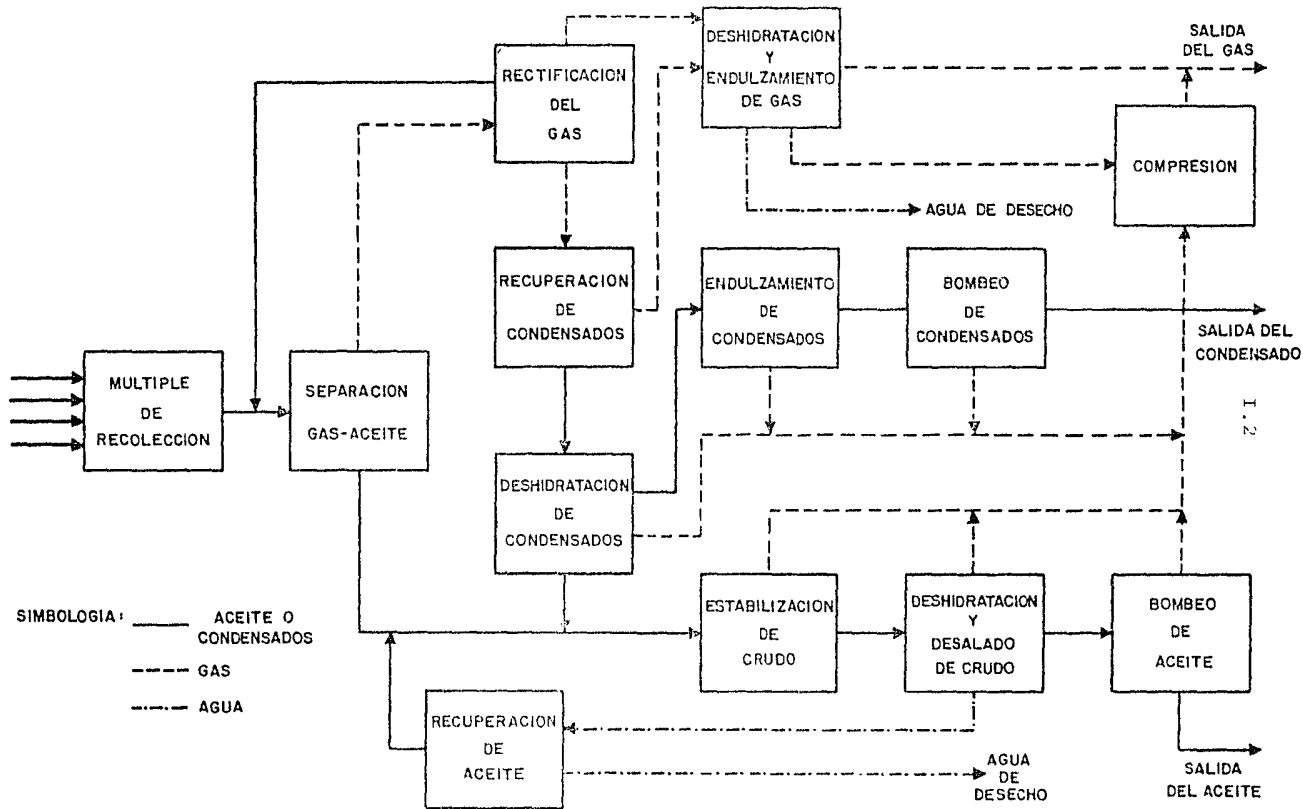 DESHIDRATACION
Y
ENDULZAMIENTO
DE GAS
SALIDA
DEL GAS
RECTIFICACION
DEL
GAS
COMPRESION
AGUA DE DESECHO
RECUPERACION
DE
CONDENSADOS
ENDULZAMIENTO
DE
CONDENSADOS
BOMBEO
DE
CONDENSADOS
SALIDA DEL
CONDENSADO
MULTIPLE
DE
RECOLECCION
SEPARACION
GAS-ACEITE
I.2
DESHIDRATACION
DE
CONDENSADOS
SIMBOLOGIA:
ACEITE O
CONDENSADOS
GAS
AGUA
ESTABILIZACION
DE
CRUDO
DESHIDRATACION
Y
DESALADO
DE CRUDO
BOMBEO
DE
ACEITE
RECUPERACION
DE
ACEITE
AGUA
DE
DESECHO
SALIDA
DEL ACEITE